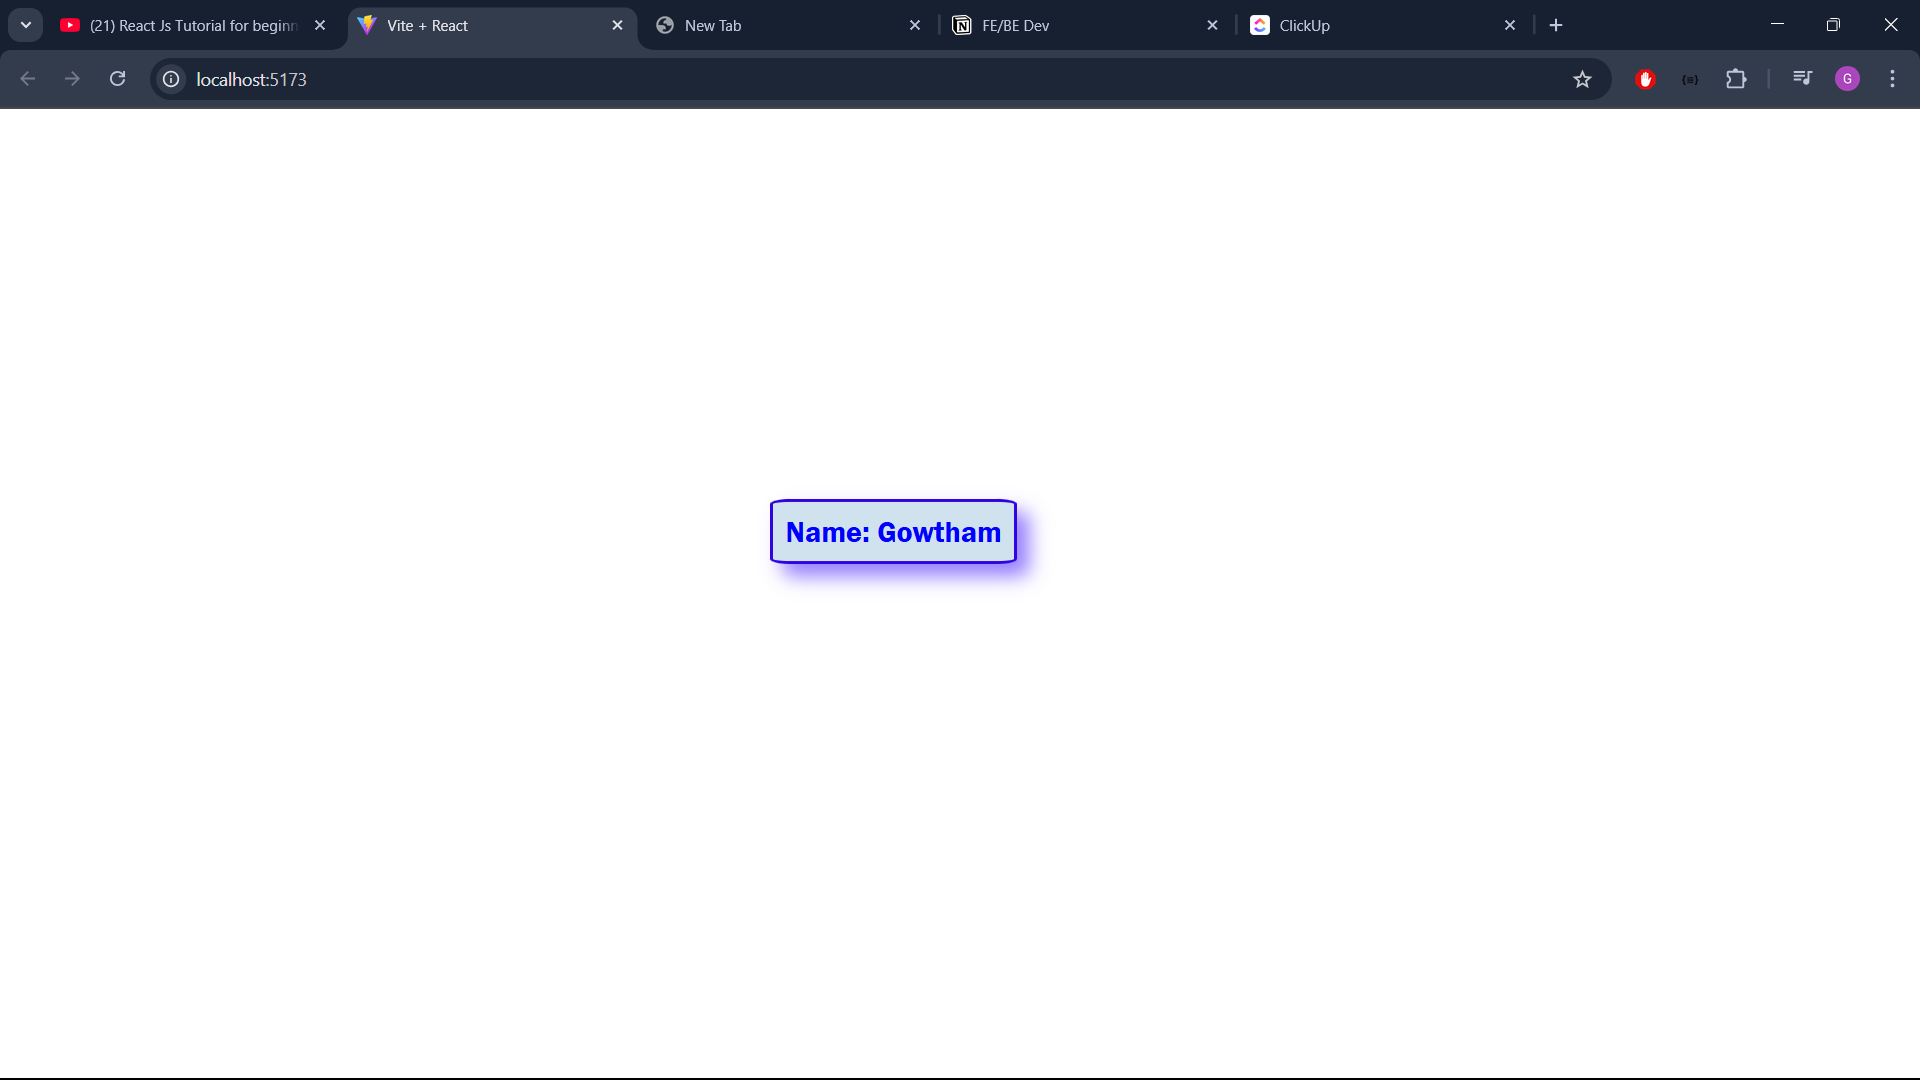 (21) React Js Tutorial for beginn
Vite + React
New Tab
FE/BE Dev
ClickUp
localhost:5173
G
Name: Gowtham